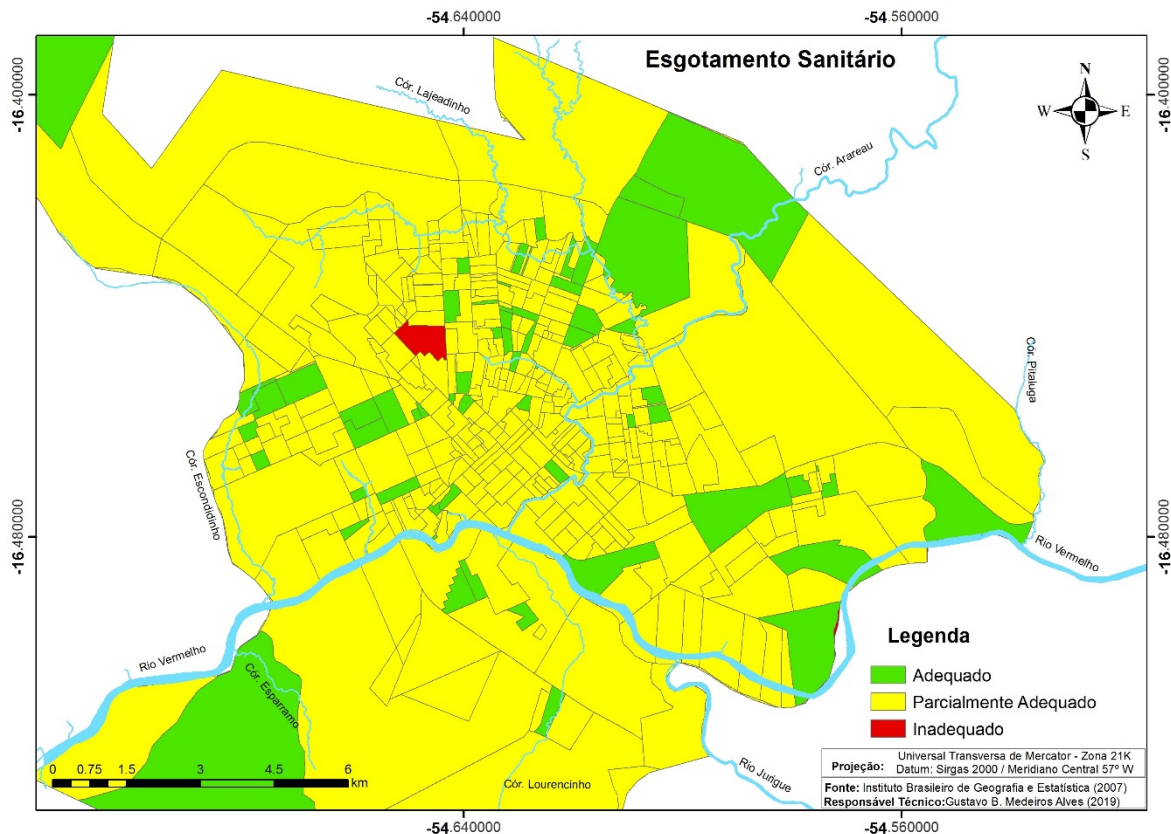 -54.640000
-54.560000
Esgotamento Sanitário
-16.400000
-16.400000
N
W
E
S
Cór. Lajeadinho
Cór. Arareau
Cór. Pitaluga
Cór. Escondidinho
-16.480000
-16.480000
Rio Vermelho
Rio Vermelho
Cór. Esparramo
Legenda
Adequado
Parcialmente Adequado
Inadequado
0 0.75 1.5 3 4.5 6
km
Cór. Lourencinho
Rio Jurigue
Projeção: Universal Transversa de Mercator - Zona 21K
Datum: Sirgas 2000 / Meridiano Central 57º W
Fonte: Instituto Brasileiro de Geografia e Estatística (2007)
Responsável Técnico:Gustavo B. Medeiros Alves (2019)
-54.640000
-54.560000